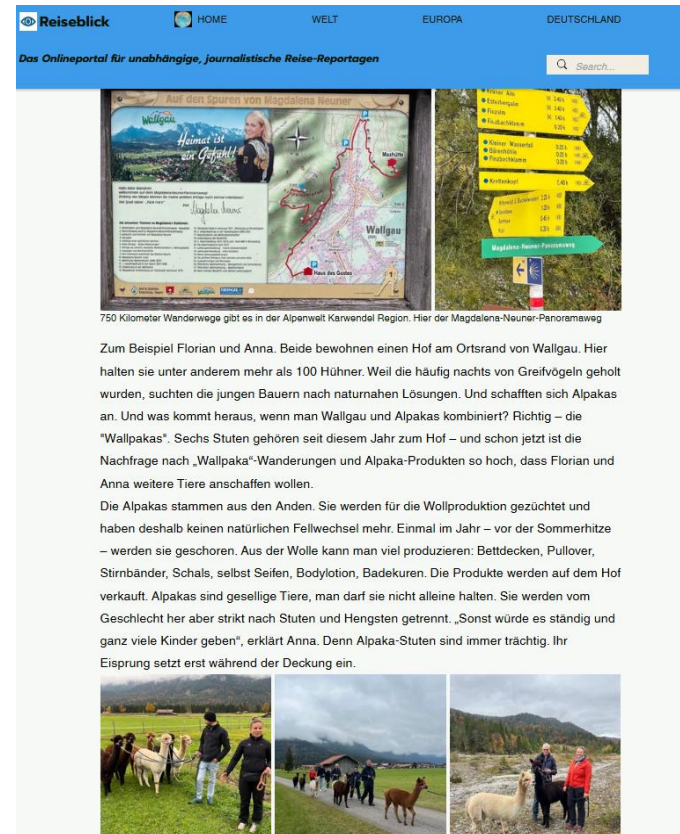 Reiseblick
HOME
WELT
EUROPA
DEUTSCHLAND
Das Onlineportal für unabhängige, journalistische Reise-Reportagen
Search...
Auf den Spuren von Magdalena Neuner
Wallgau
Heimat ist
ein Gefühl!
Maxhütte
Wallgau
Haus des Gastes
Kleiner Wasserfall
Bärenhöhle
Finzbachklamm
Krottenkopf
Magdalena-Neuner-Panoramaweg
750 Kilometer Wanderwege gibt es in der Alpenwelt Karwendel Region. Hier der Magdalena-Neuner-Panoramaweg
Zum Beispiel Florian und Anna. Beide bewohnen einen Hof am Ortsrand von Wallgau. Hier
halten sie unter anderem mehr als 100 Hühner. Weil die häufig nachts von Greifvögeln geholt
wurden, suchten die jungen Bauern nach naturnahen Lösungen. Und schafften sich Alpakas
an. Und was kommt heraus, wenn man Wallgau und Alpakas kombiniert? Richtig – die
"Wallpakas". Sechs Stuten gehören seit diesem Jahr zum Hof – und schon jetzt ist die
Nachfrage nach „Wallpaka“-Wanderungen und Alpaka-Produkten so hoch, dass Florian und
Anna weitere Tiere anschaffen wollen.
Die Alpakas stammen aus den Anden. Sie werden für die Wollproduktion gezüchtet und
haben deshalb keinen natürlichen Fellwechsel mehr. Einmal im Jahr – vor der Sommerhitze
– werden sie geschoren. Aus der Wolle kann man viel produzieren: Bettdecken, Pullover,
Stirnbänder, Schals, selbst Seifen, Bodylotion, Badekuren. Die Produkte werden auf dem Hof
verkauft. Alpakas sind gesellige Tiere, man darf sie nicht alleine halten. Sie werden vom
Geschlecht her aber strikt nach Stuten und Hengsten getrennt. „Sonst würde es ständig und
ganz viele Kinder geben“, erklärt Anna. Denn Alpaka-Stuten sind immer trächtig. Ihr
Eisprung setzt erst während der Deckung ein.